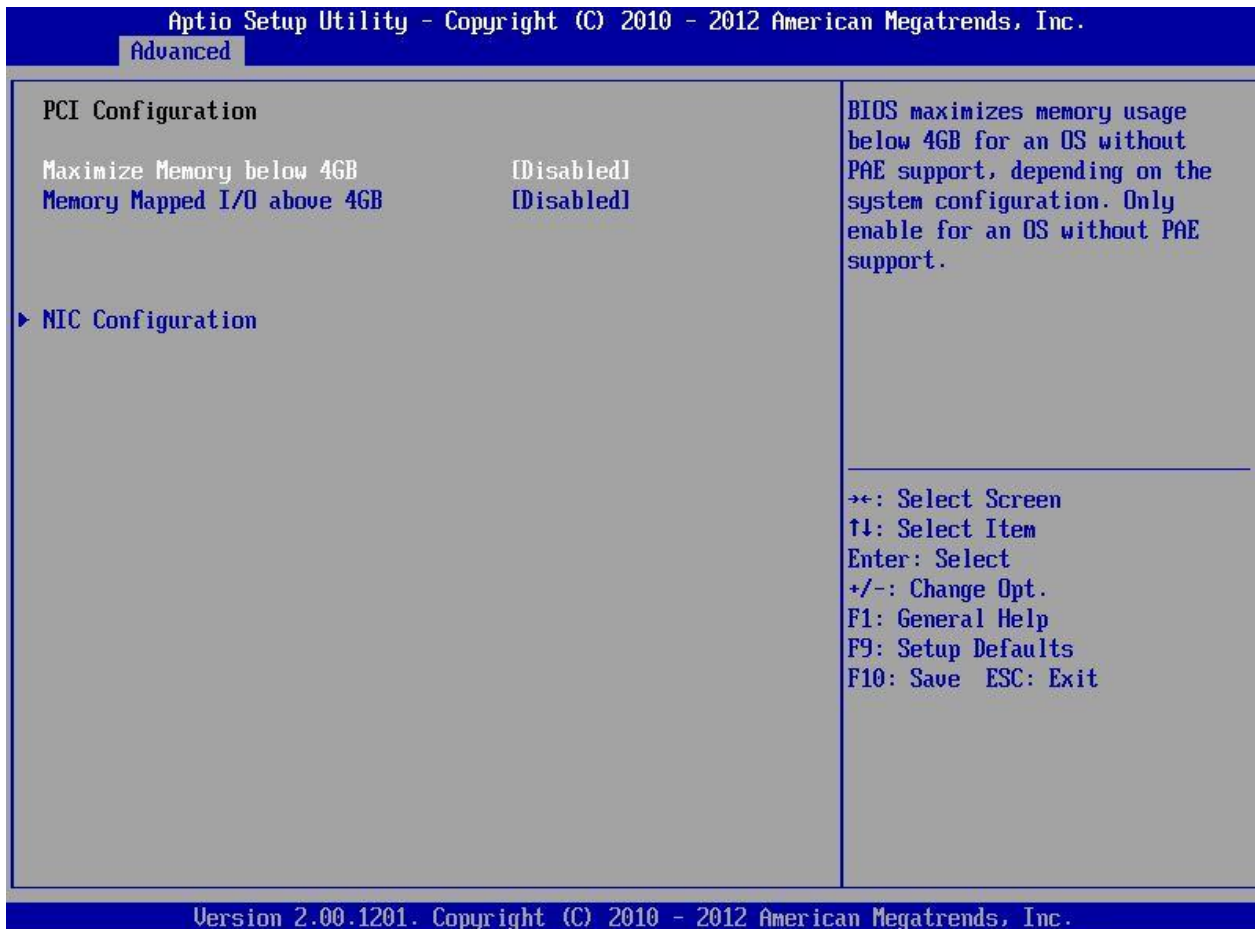 Aptio Setup Utility - Copyright (C) 2010 - 2012 American Megatrends, Inc.
Advanced
PCI Configuration
Maximize Memory below 4GB [Disabled]
Memory Mapped I/O above 4GB [Disabled]
NIC Configuration
BIOS maximizes memory usage
below 4GB for an OS without
PAE support, depending on the
system configuration. Only
enable for an OS without PAE
support.
→←: Select Screen
↑↓: Select Item
Enter: Select
+/-: Change Opt.
F1: General Help
F9: Setup Defaults
F10: Save ESC: Exit
Version 2.00.1201. Copyright (C) 2010 - 2012 American Megatrends, Inc.